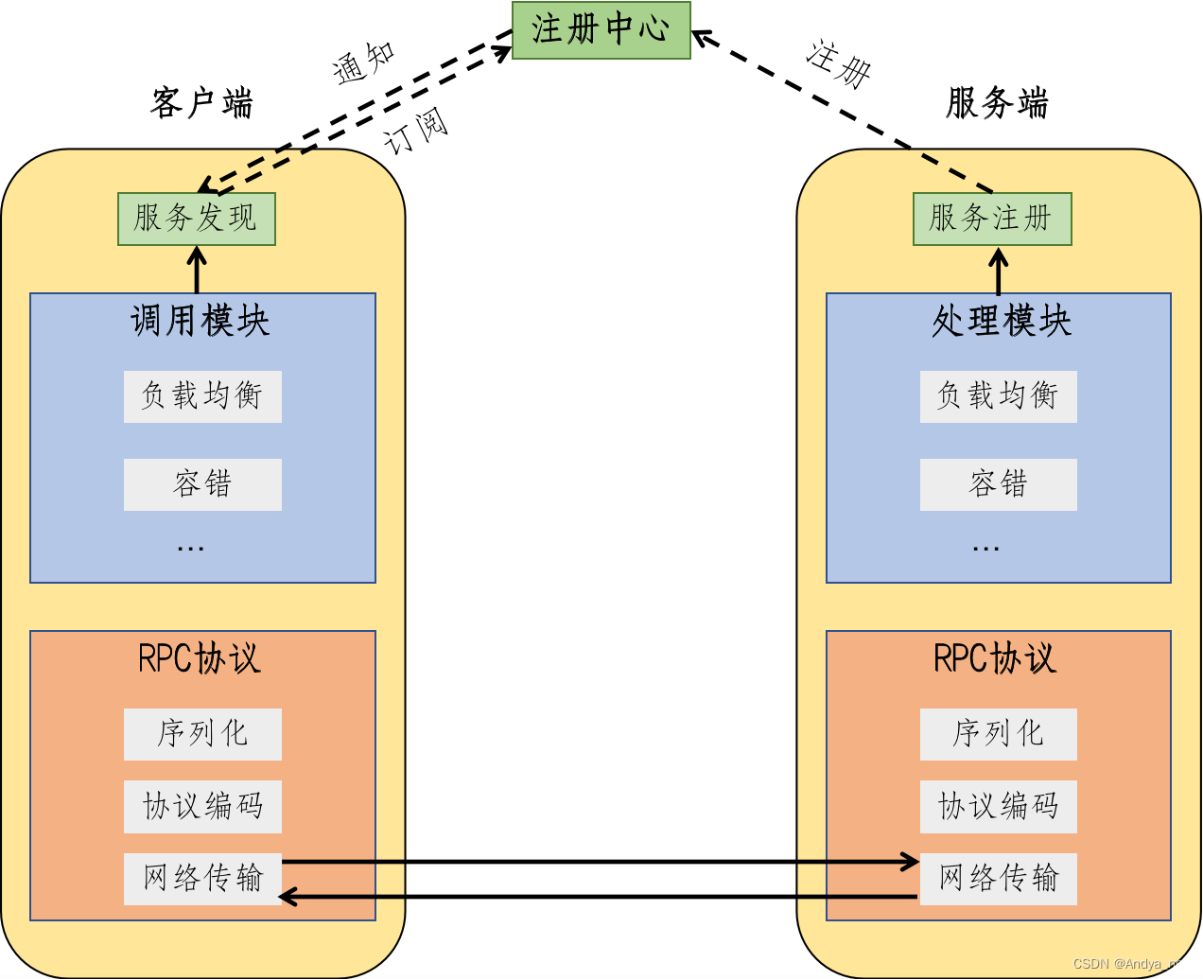 注册中心
通知
订阅
注册
客户端
服务端
服务发现
服务注册
调用模块
负载均衡
容错
...
处理模块
负载均衡
容错
...
RPC协议
序列化
协议编码
网络传输
RPC协议
序列化
协议编码
网络传输
CSDN @Andya_